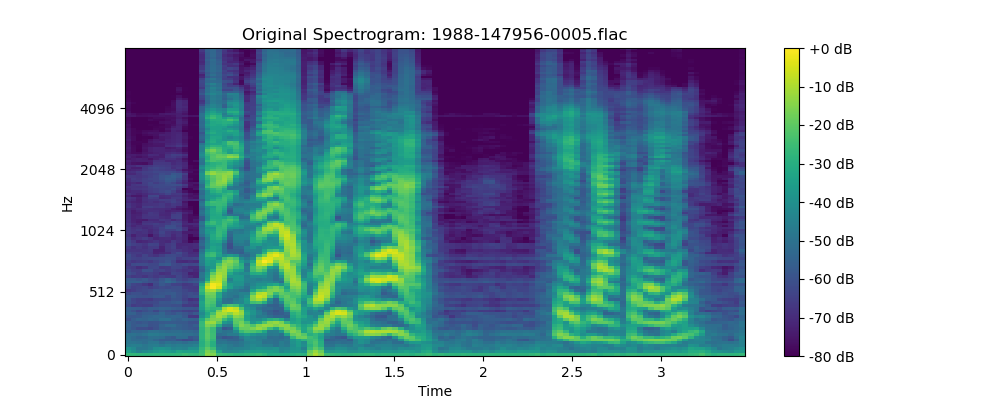 Original Spectrogram: 1988-147956-0005.flac
Hz
4096
2048
1024
512
0
0 0.5 1 1.5 2 2.5 3
Time
+0 dB
-10 dB
-20 dB
-30 dB
-40 dB
-50 dB
-60 dB
-70 dB
-80 dB